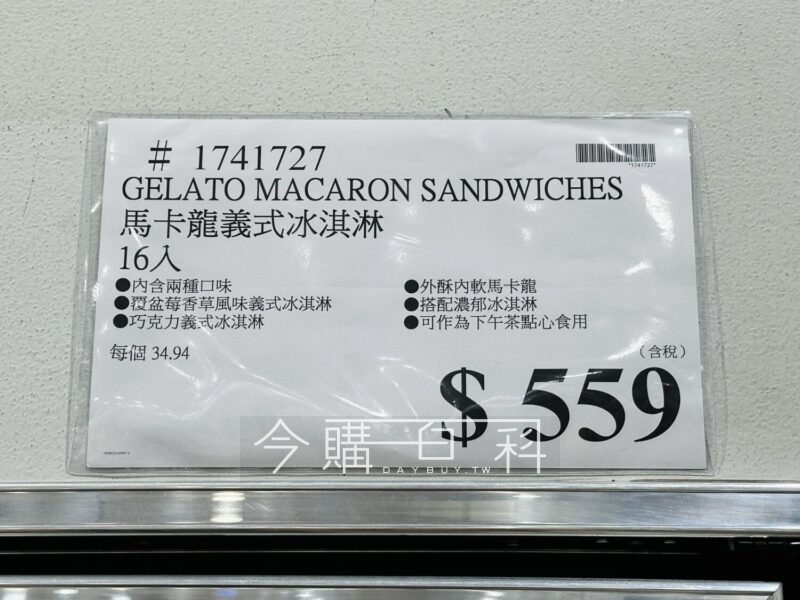 # 1741727
*1741727*
GELATO MACARON SANDWICHES
馬卡龍義式冰淇淋
16入
●內含兩種口味
●覆盆莓香草風味義式冰淇淋
●巧克力義式冰淇淋
●外酥內軟馬卡龍
●搭配濃郁冰淇淋
●可作為下午茶點心食用
每個 34.94
(含稅)
$ 559
今購百科
DAYBUY.TW